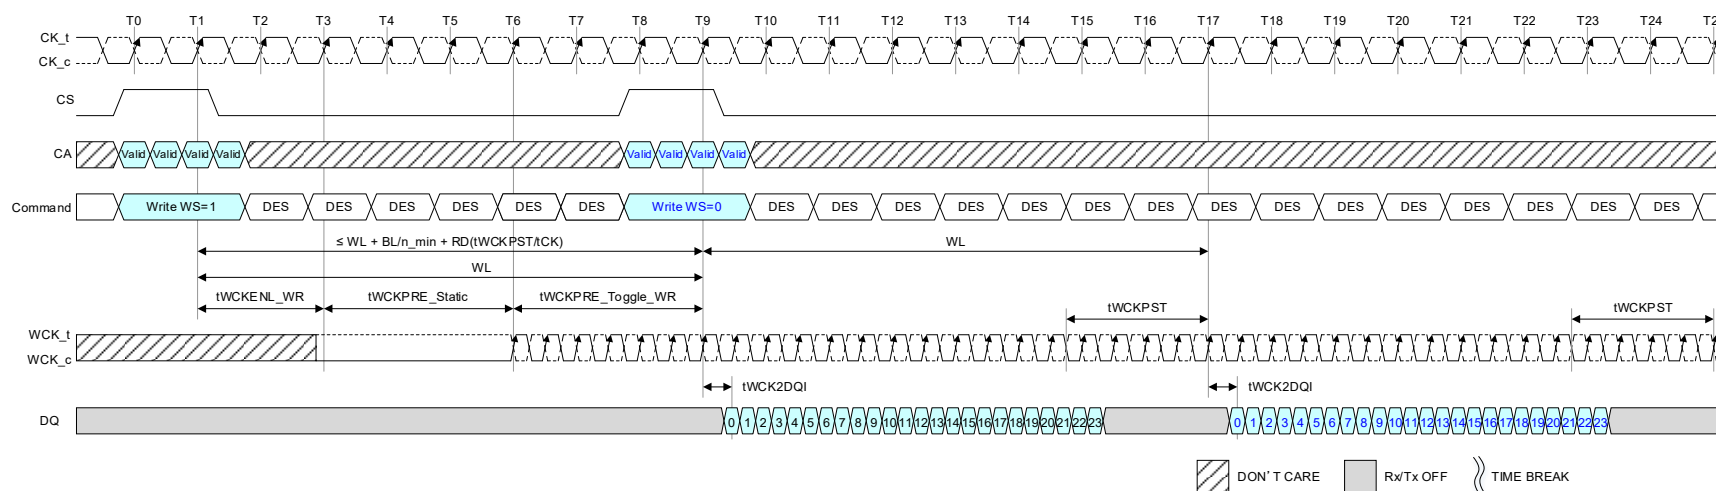 T0 T1 T2 T3 T4 T5 T6 T7 T8 T9 T10 T11 T12 T13 T14 T15 T16 T17 T18 T19 T20 T21 T22 T23 T24
CK_t
CK_c
CS
CA Valid Valid Valid Valid Valid Valid Valid Valid
Command Write WS=1 DES DES DES DES DES DES Write WS=0 DES DES DES DES DES DES DES DES DES DES DES DES DES DES DES
≤ WL + BL/n_min + RD(tWCKPST/tCK) WL
WL
tWCKENL_WR tWCKPRE_Static tWCKPRE_Toggle_WR
tWCKPST tWCKPST
WCK_t
WCK_c
tWCK2DQI tWCK2DQI
DQ 0 1 2 3 4 5 6 7 8 9 10 11 12 13 14 15 16 17 18 19 20 21 22 23 0 1 2 3 4 5 6 7 8 9 10 11 12 13 14 15 16 17 18 19 20 21 22 23
DON'T CARE Rx/Tx OFF TIME BREAK